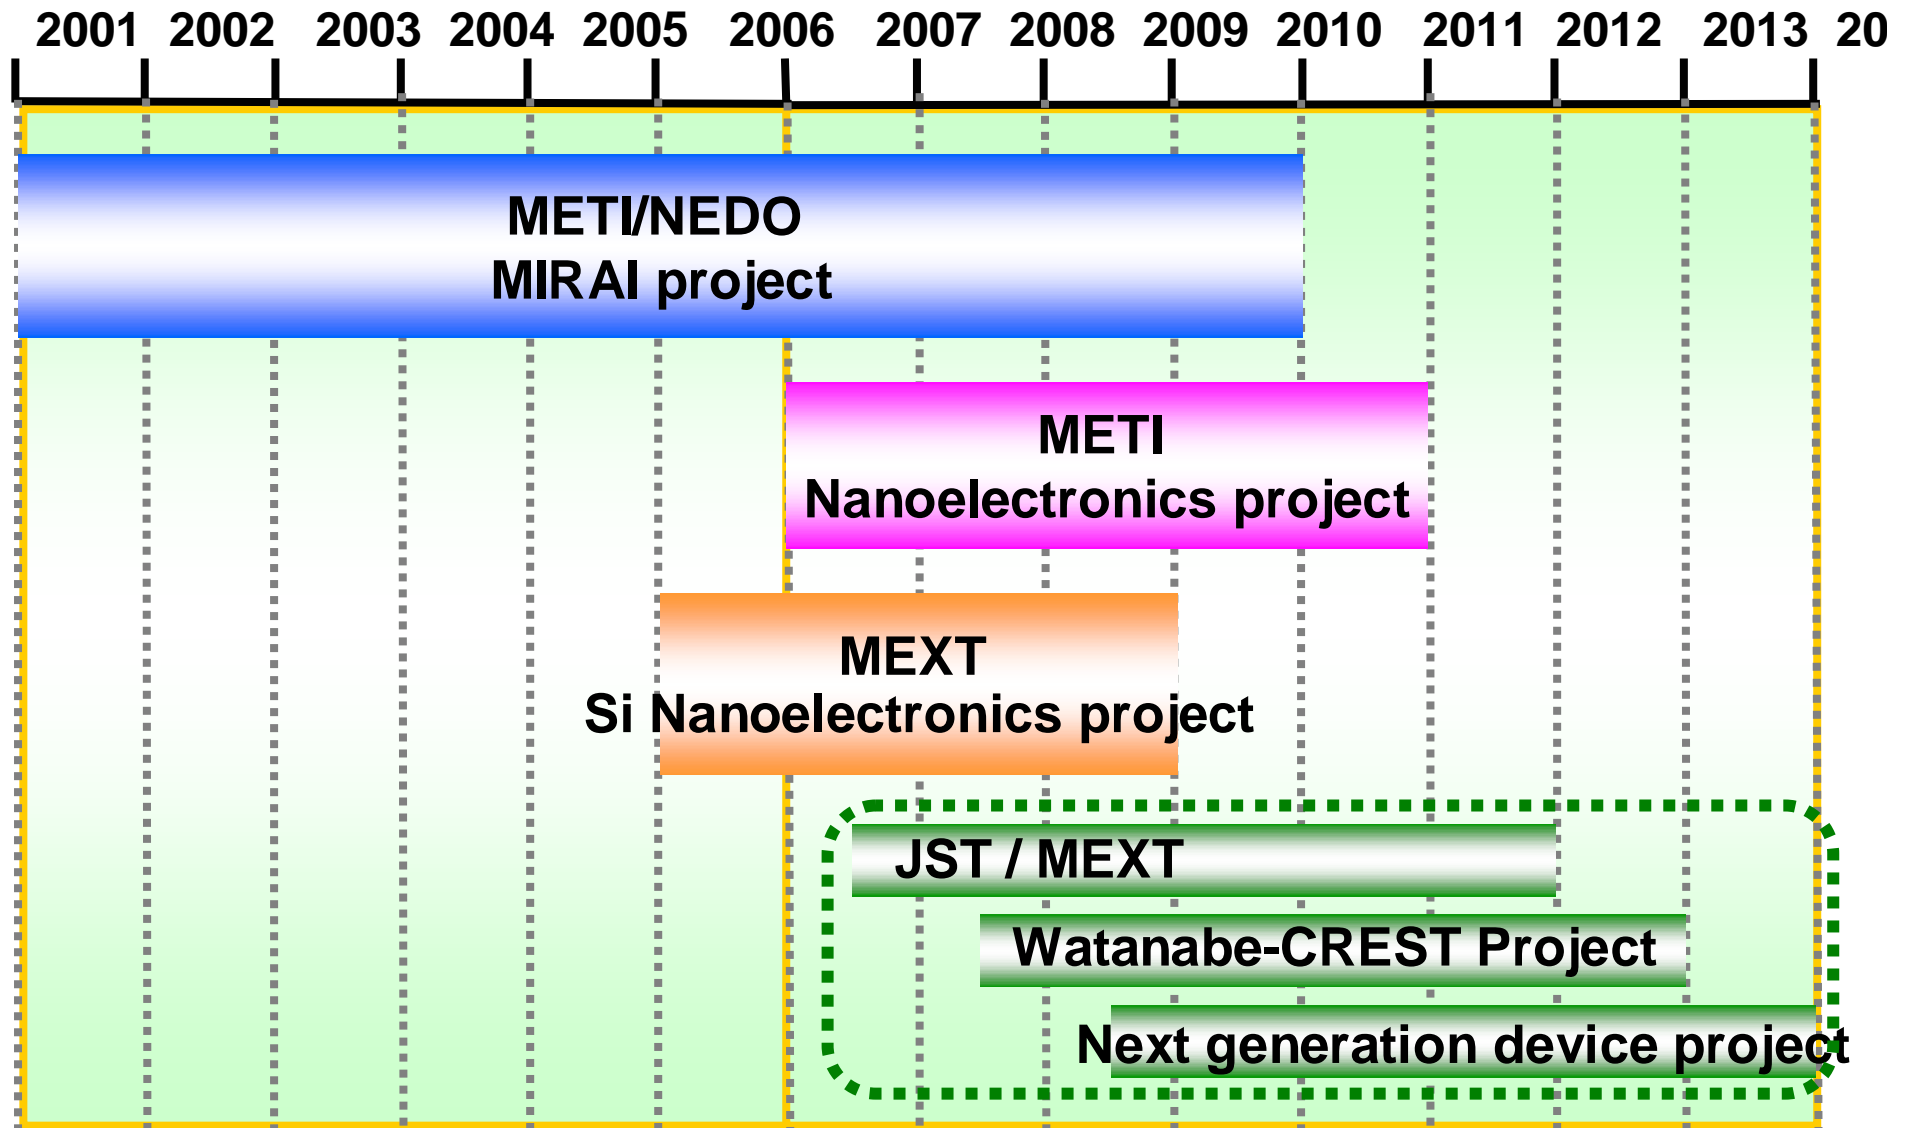 2001 2002 2003 2004 2005 2006 2007 2008 2009 2010 2011 2012 2013 20
METI/NEDO
MIRAI project
METI
Nanoelectronics project
MEXT
Si Nanoelectronics project
JST / MEXT
Watanabe-CREST Project
Next generation device project